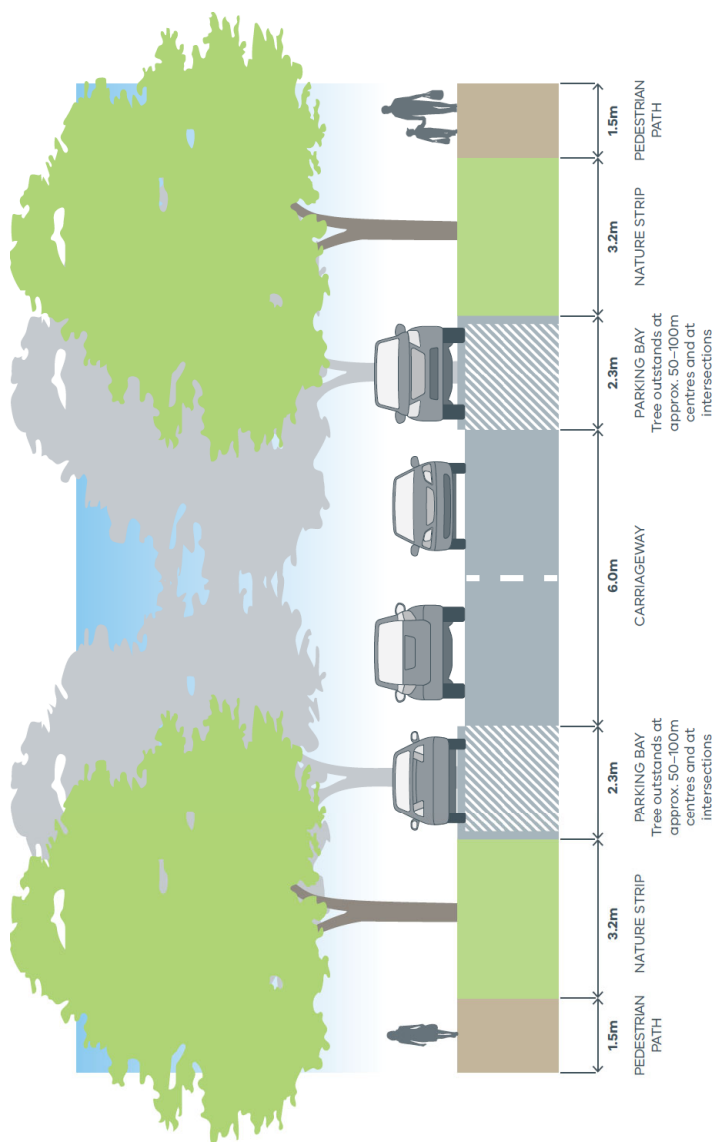 1.5m
3.2m
2.3m
6.0m
2.3m
3.2m
1.5m
PEDESTRIAN
PATH
NATURE STRIP
PARKING BAY
Tree outstands at
approx. 50–100m
centres and at
intersections
CARRIAGEWAY
PARKING BAY
Tree outstands at
approx. 50–100m
centres and at
intersections
NATURE STRIP
PEDESTRIAN
PATH